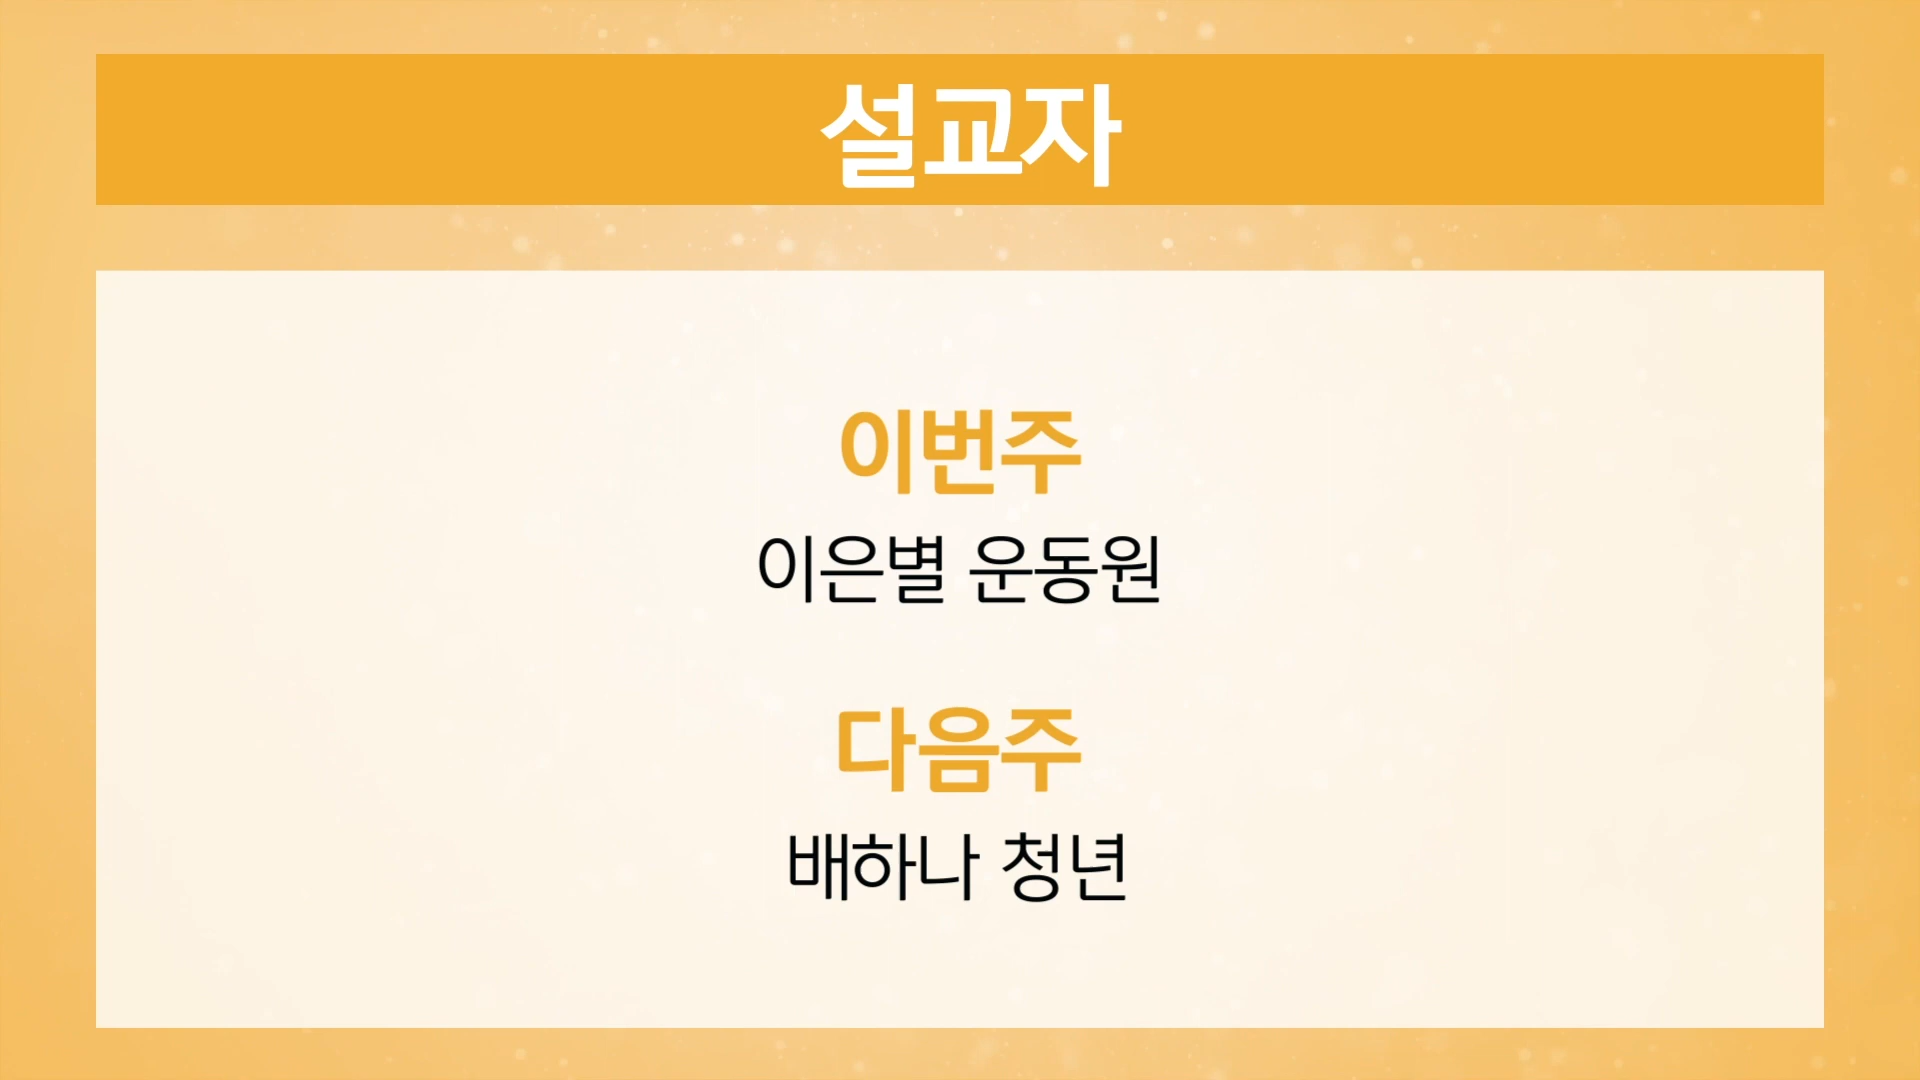 설교자
이번주
이은별 운동원
다음주
배하나 청년